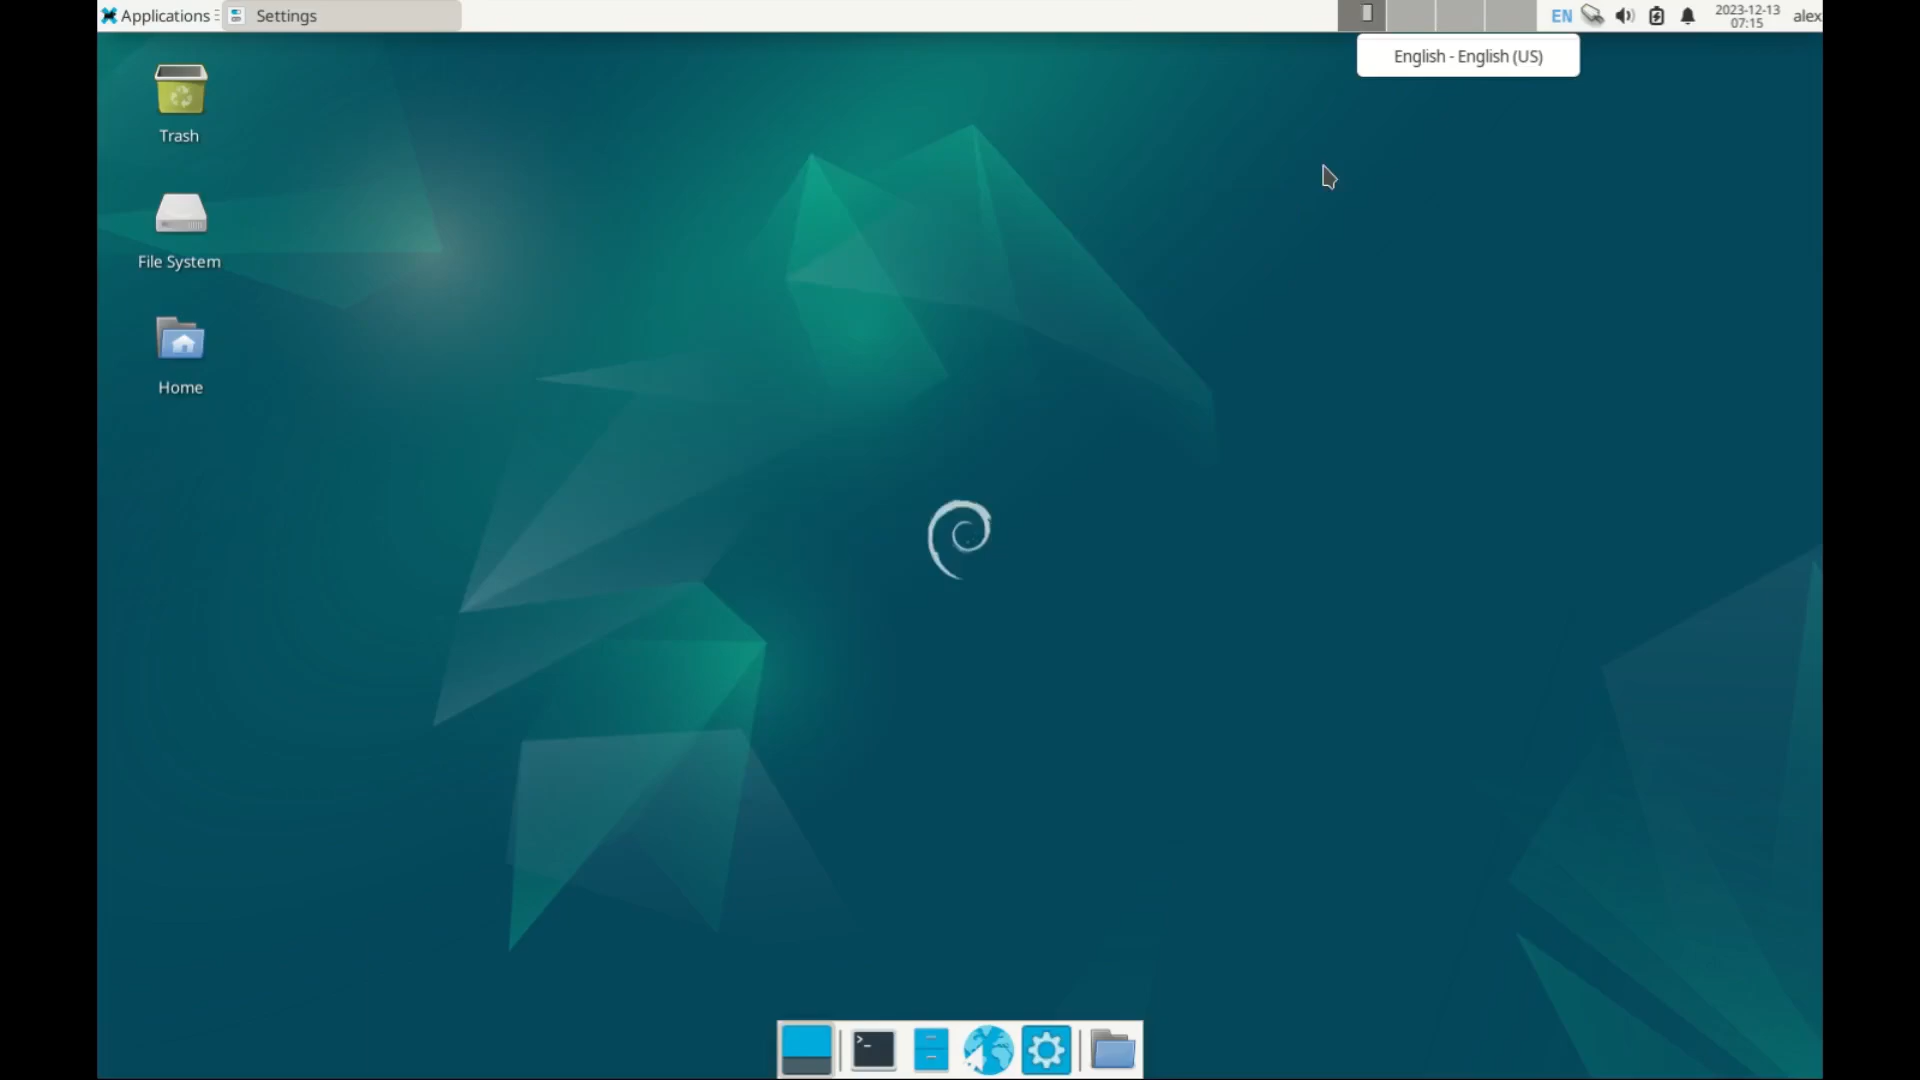 Applications
Settings
EN
2023-12-13
07:15
alex
English - English (US)
Trash
File System
Home
>_